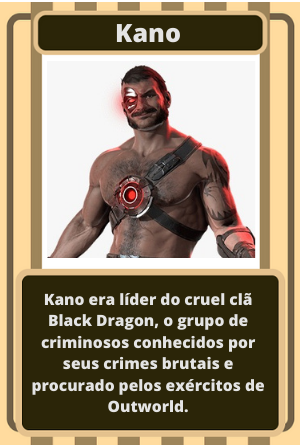 Kano
Kano era líder do cruel clã
Black Dragon, o grupo de
criminosos conhecidos por
seus crimes brutais e
procurado pelos exércitos de
Outworld.